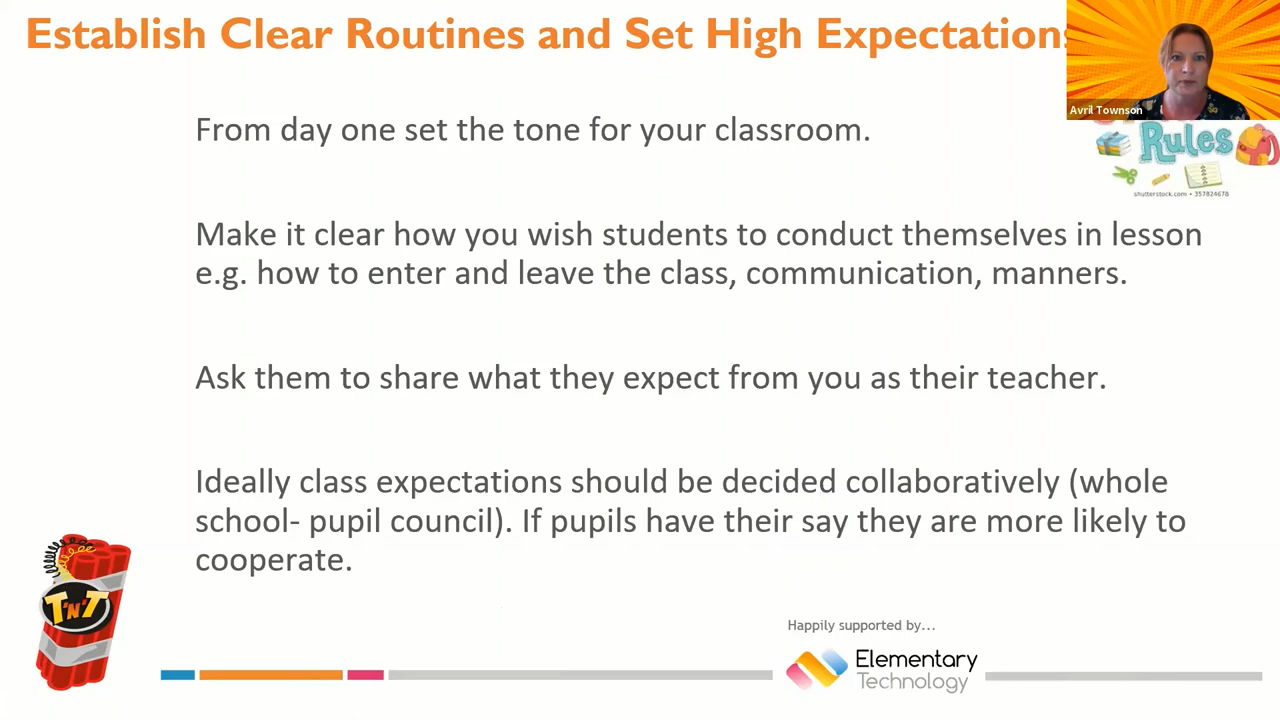 Establish Clear Routines and Set High Expectations
Avril Townson
Rules
shutterstock.com • 357824678
From day one set the tone for your classroom.
Make it clear how you wish students to conduct themselves in lesson
e.g. how to enter and leave the class, communication, manners.
Ask them to share what they expect from you as their teacher.
Ideally class expectations should be decided collaboratively (whole
school- pupil council). If pupils have their say they are more likely to
cooperate.
T'N'T
Happily supported by...
Elementary
Technology